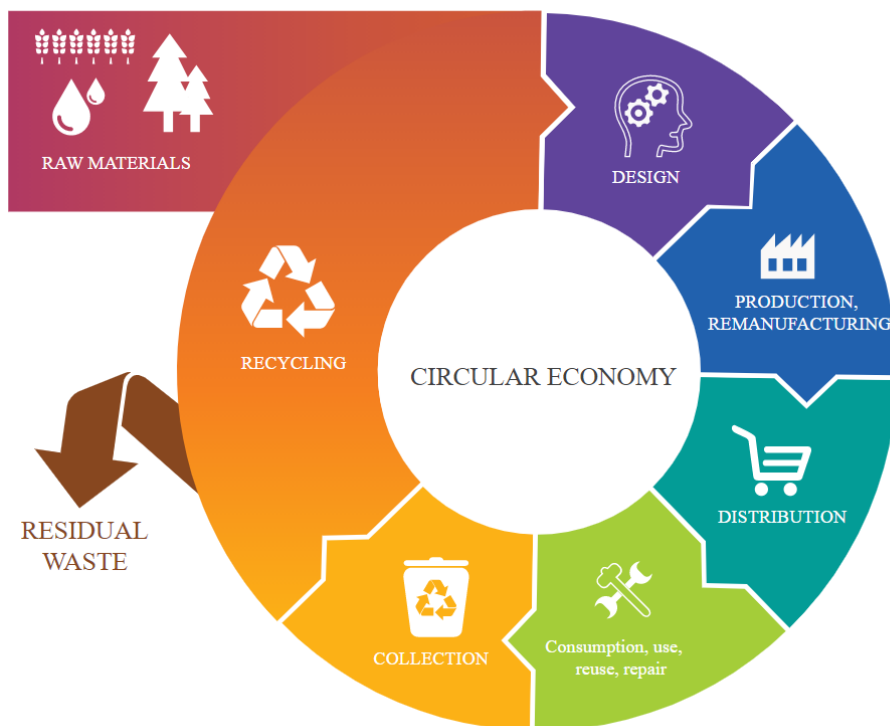 RAW MATERIALS
DESIGN
PRODUCTION,
REMANUFACTURING
RECYCLING
CIRCULAR ECONOMY
DISTRIBUTION
RESIDUAL
WASTE
Consumption, use,
reuse, repair
COLLECTION